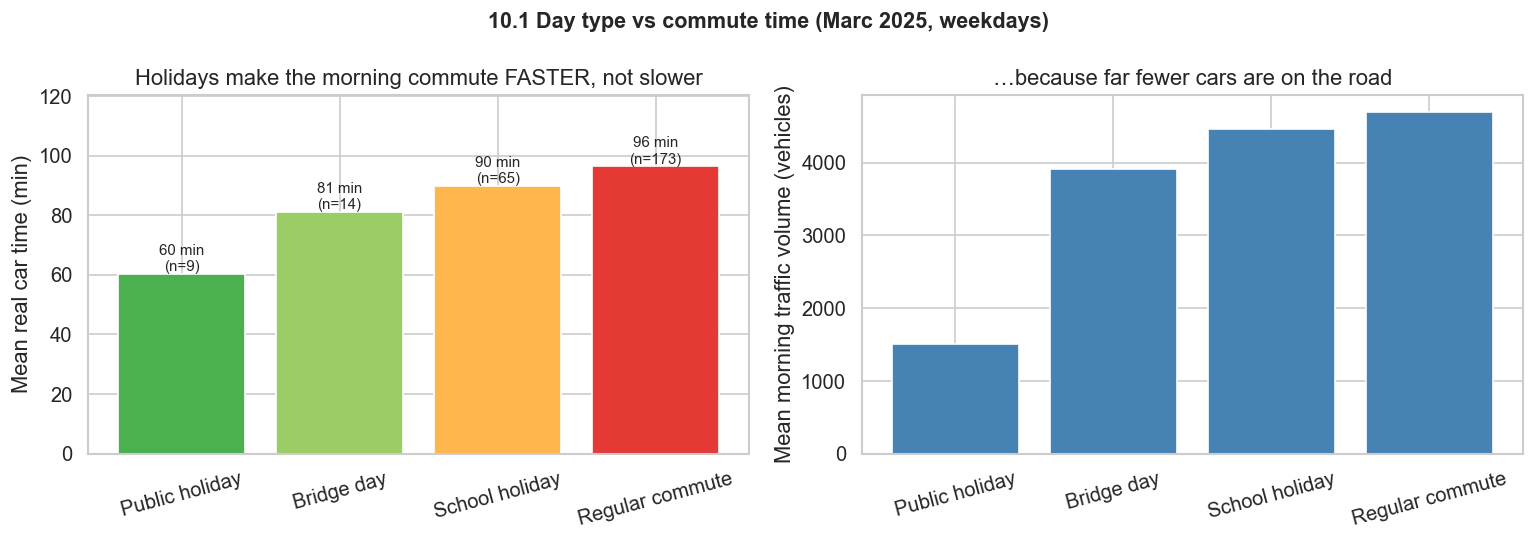 10.1 Day type vs commute time (Marc 2025, weekdays)
Holidays make the morning commute FASTER, not slower
Mean real car time (min)
120
100
80
60
40
20
0
60 min
(n=9)
81 min
(n=14)
90 min
(n=65)
96 min
(n=173)
Public holiday
Bridge day
School holiday
Regular commute
…because far fewer cars are on the road
Mean morning traffic volume (vehicles)
4000
3000
2000
1000
0
Public holiday
Bridge day
School holiday
Regular commute